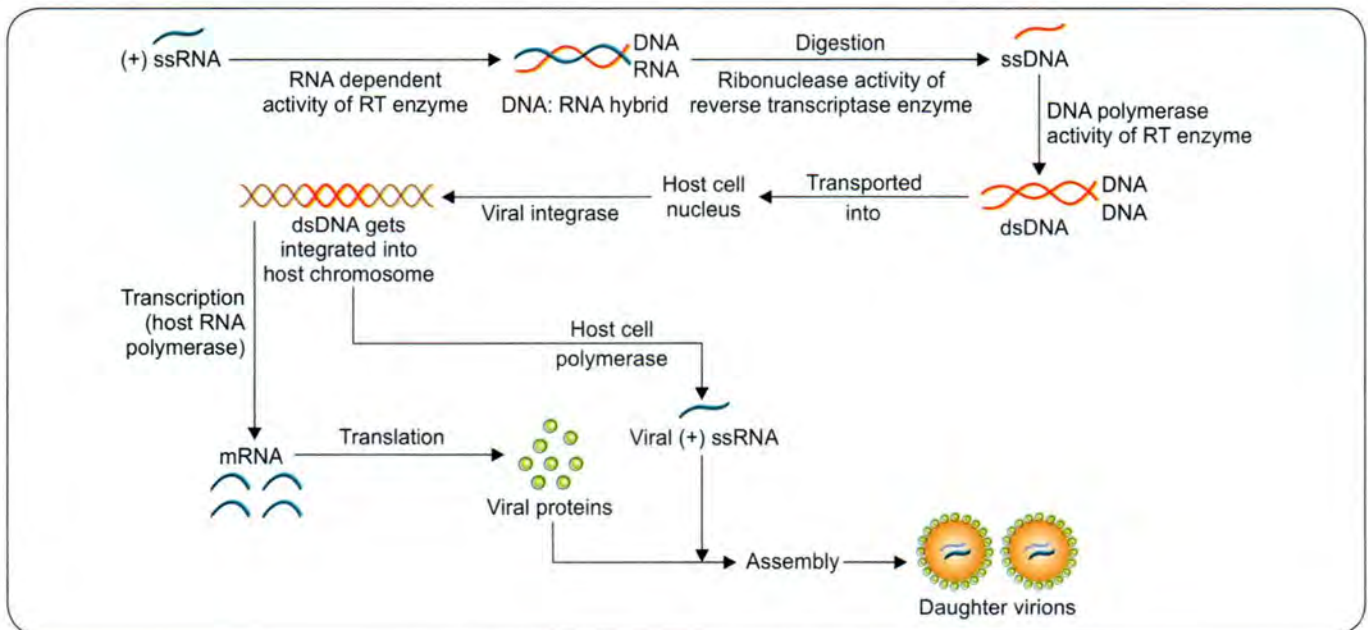 (+) ssRNA
RNA dependent
activity of RT enzyme
DNA
RNA
DNA: RNA hybrid
Digestion
Ribonuclease activity of
reverse transcriptase enzyme
ssDNA
DNA polymerase
activity of RT enzyme
DNA
DNA
dsDNA
Transported
into
Host cell
nucleus
Viral integrase
dsDNA gets
integrated into
host chromosome
Transcription
(host RNA
polymerase)
Host cell
polymerase
Viral (+) ssRNA
mRNA
Translation
Viral proteins
Assembly
Daughter virions